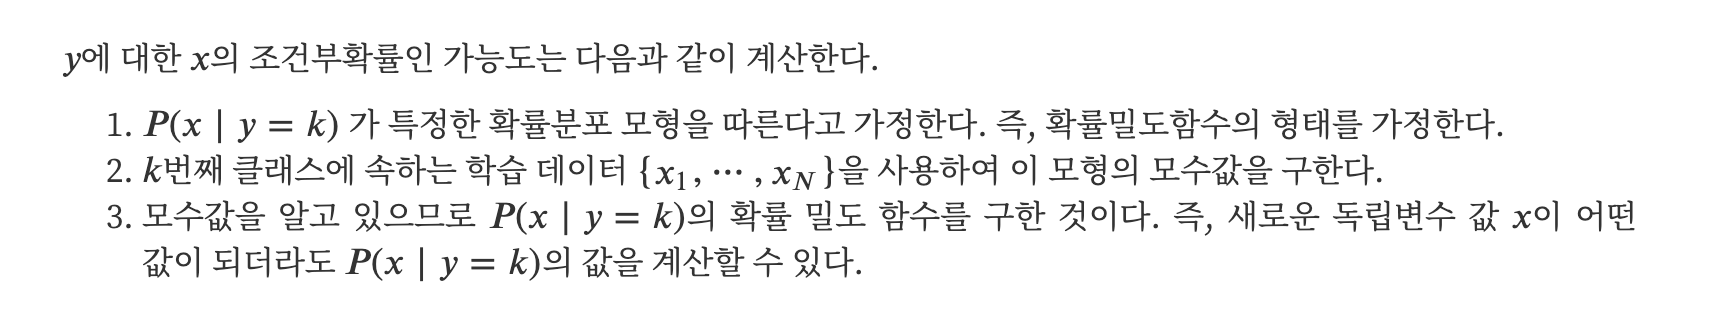 y에 대한 x의 조건부확률인 가능도는 다음과 같이 계산한다.
1. P(x | y = k) 가 특정한 확률분포 모형을 따른다고 가정한다. 즉, 확률밀도함수의 형태를 가정한다.
2. k번째 클래스에 속하는 학습 데이터 {x₁, ⋯ , x_N}을 사용하여 이 모형의 모수값을 구한다.
3. 모수값을 알고 있으므로 P(x | y = k)의 확률 밀도 함수를 구한 것이다. 즉, 새로운 독립변수 값 x이 어떤
값이 되더라도 P(x | y = k)의 값을 계산할 수 있다.